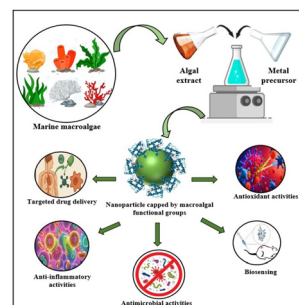 Marine macroalgae
Algal
extract
Metal
precursor
Targeted drug delivery
Nanoparticle capped by macroalgal
functional groups
Antioxidant activities
Anti-inflammatory
activities
Antimicrobial activities
Biosensing